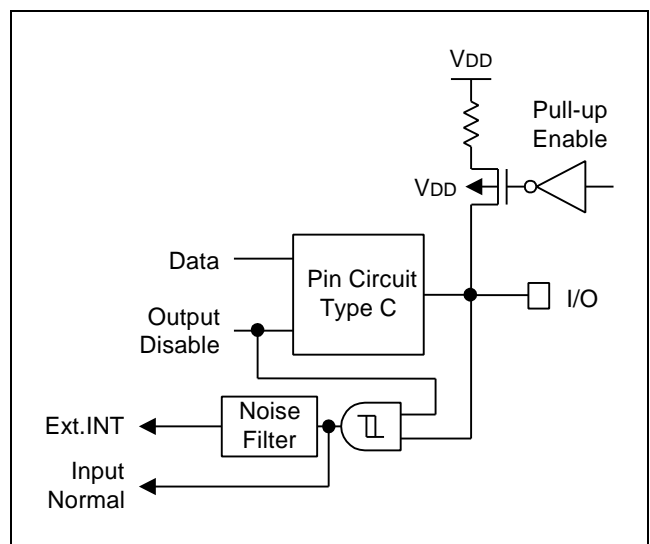 VDD
Pull-up
Enable
VDD
Data
Pin Circuit
Type C
I/O
Output
Disable
Ext.INT
Noise
Filter
Input
Normal